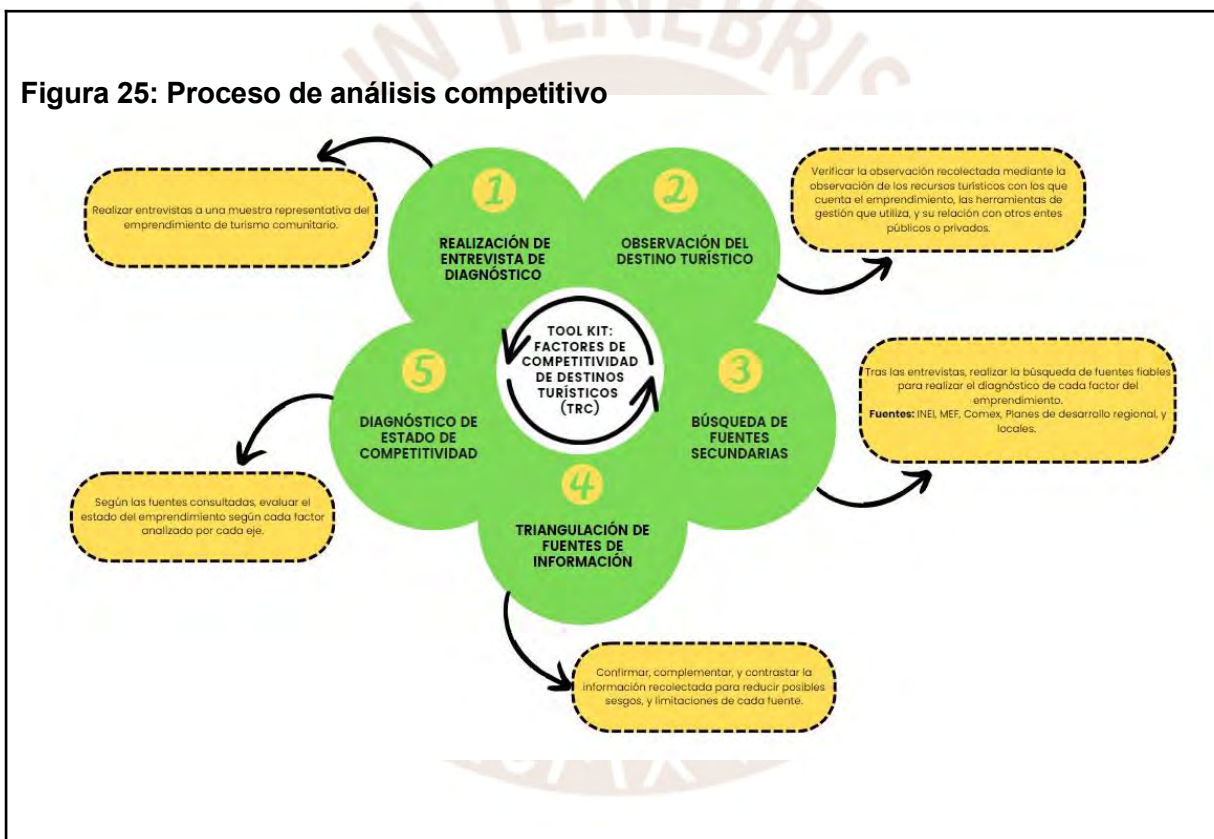 IN TENEBRIS
Figura 25: Proceso de análisis competitivo
1
REALIZACIÓN DE
ENTREVISTA DE
DIAGNÓSTICO
Realizar entrevistas a una muestra representativa del
emprendimiento de turismo comunitario.
2
OBSERVACIÓN DEL
DESTINO TURÍSTICO
Verificar la observación recolectada mediante la
observación de los recursos turísticos con los que
cuenta el emprendimiento, las herramientas de
gestión que utiliza, y su relación con otros entes
públicos o privados.
TOOL KIT:
FACTORES DE
COMPETITIVIDAD
DE DESTINOS
TURÍSTICOS
(TRC)
3
BÚSQUEDA DE
FUENTES
SECUNDARIAS
Tras las entrevistas, realizar la búsqueda de fuentes fiables
para realizar el diagnóstico de cada factor del
emprendimiento.
Fuentes: INEI, MEF, Comex, Planes de desarrollo regional, y
locales.
4
TRIANGULACIÓN DE
FUENTES DE
INFORMACIÓN
Confirmar, complementar, y contrastar la
información recolectada para reducir posibles
sesgos, y limitaciones de cada fuente.
5
DIAGNÓSTICO DE
ESTADO DE
COMPETITIVIDAD
Según las fuentes consultadas, evaluar el
estado del emprendimiento según cada factor
analizado por cada eje.